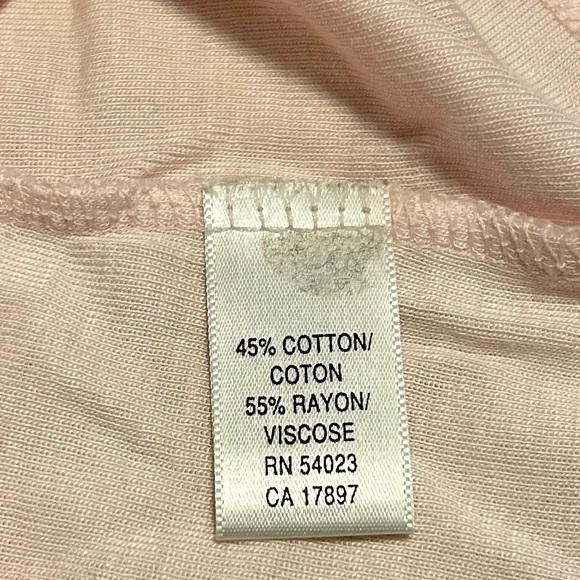 45% COTTON/
COTON
55% RAYON/
VISCOSE
RN 54023
CA 17897